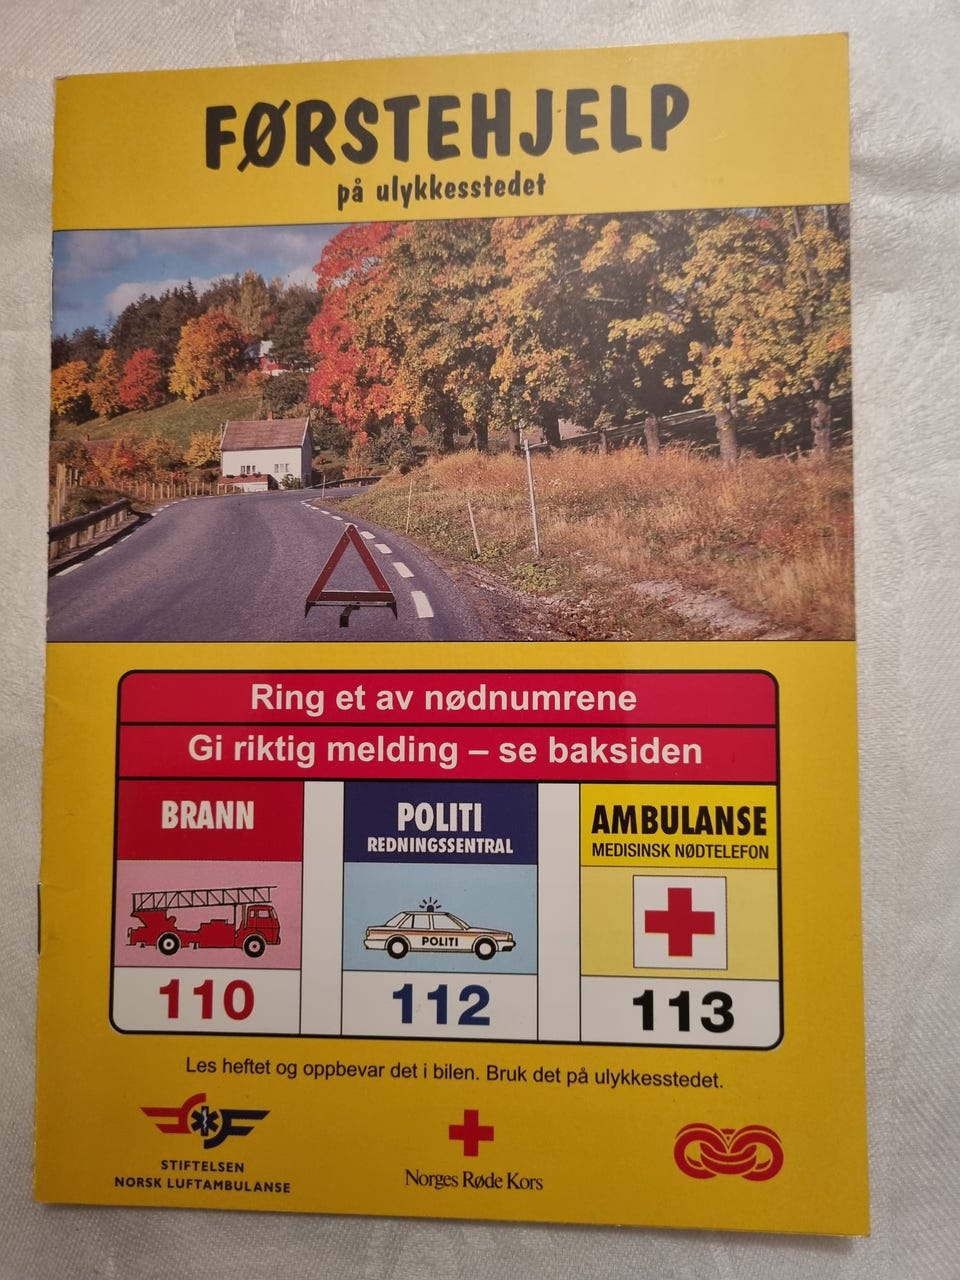 FØRSTEHJELP
på ulykkesstedet
Ring et av nødnumrene
Gi riktig melding – se baksiden
BRANN
110
POLITI
REDNINGSSENTRAL
POLITI
112
AMBULANSE
MEDISINSK NØDTELEFON
113
Les heftet og oppbevar det i bilen. Bruk det på ulykkesstedet.
STIFTELSEN
NORSK LUFTAMBULANSE
Norges Røde Kors